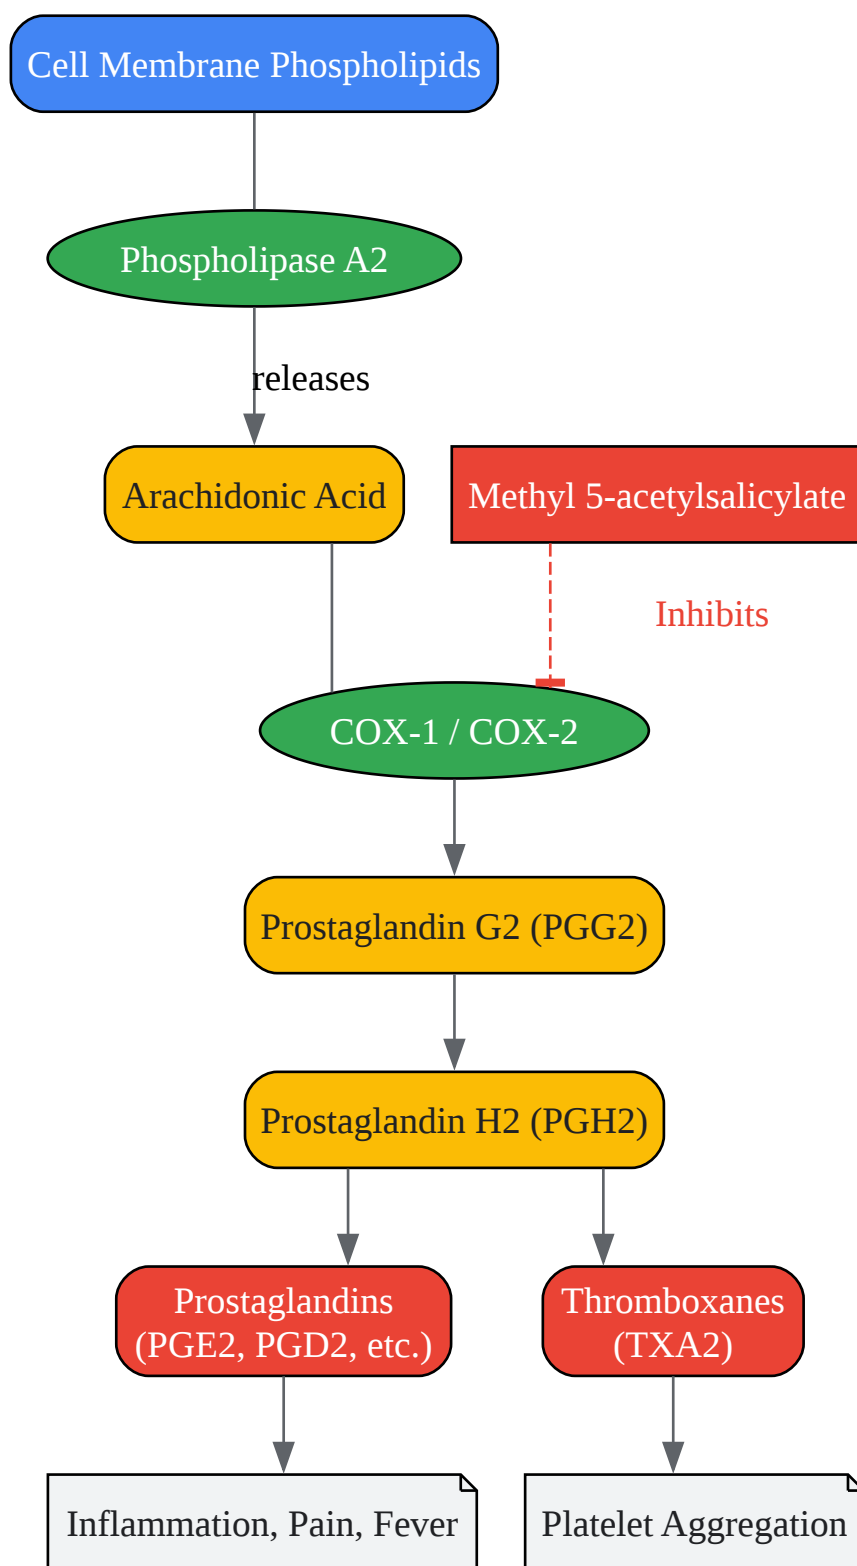 Cell Membrane Phospholipids
Phospholipase A2
releases
Arachidonic Acid
Methyl 5-acetylsalicylate
Inhibits
COX-1 / COX-2
Prostaglandin G2 (PGG2)
Prostaglandin H2 (PGH2)
Prostaglandins
(PGE2, PGD2, etc.)
Thromboxanes
(TXA2)
Inflammation, Pain, Fever
Platelet Aggregation